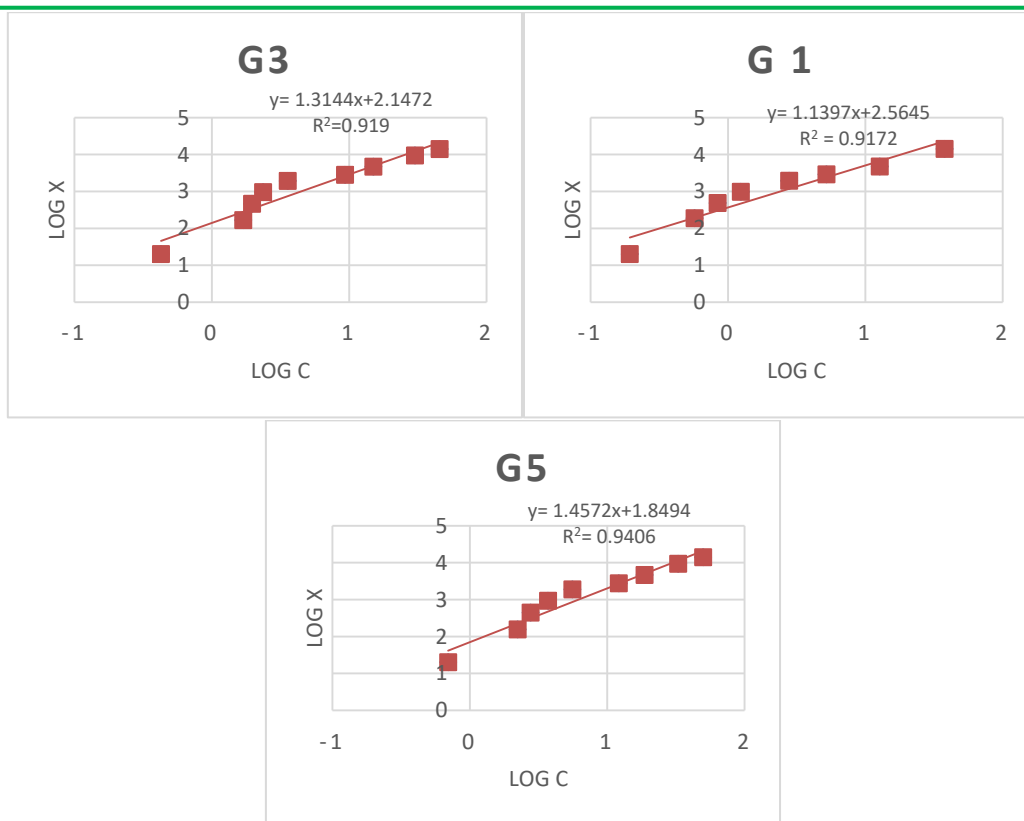 G3
y= 1.3144x+2.1472
R²=0.919
5
4
3
2
1
0
-1 0 1 2
LOG X
LOG C
G 1
y= 1.1397x+2.5645
R² = 0.9172
5
4
3
2
1
0
-1 0 1 2
LOG X
LOG C
G5
y= 1.4572x+1.8494
R²= 0.9406
5
4
3
2
1
0
-1 0 1 2
LOG X
LOG C